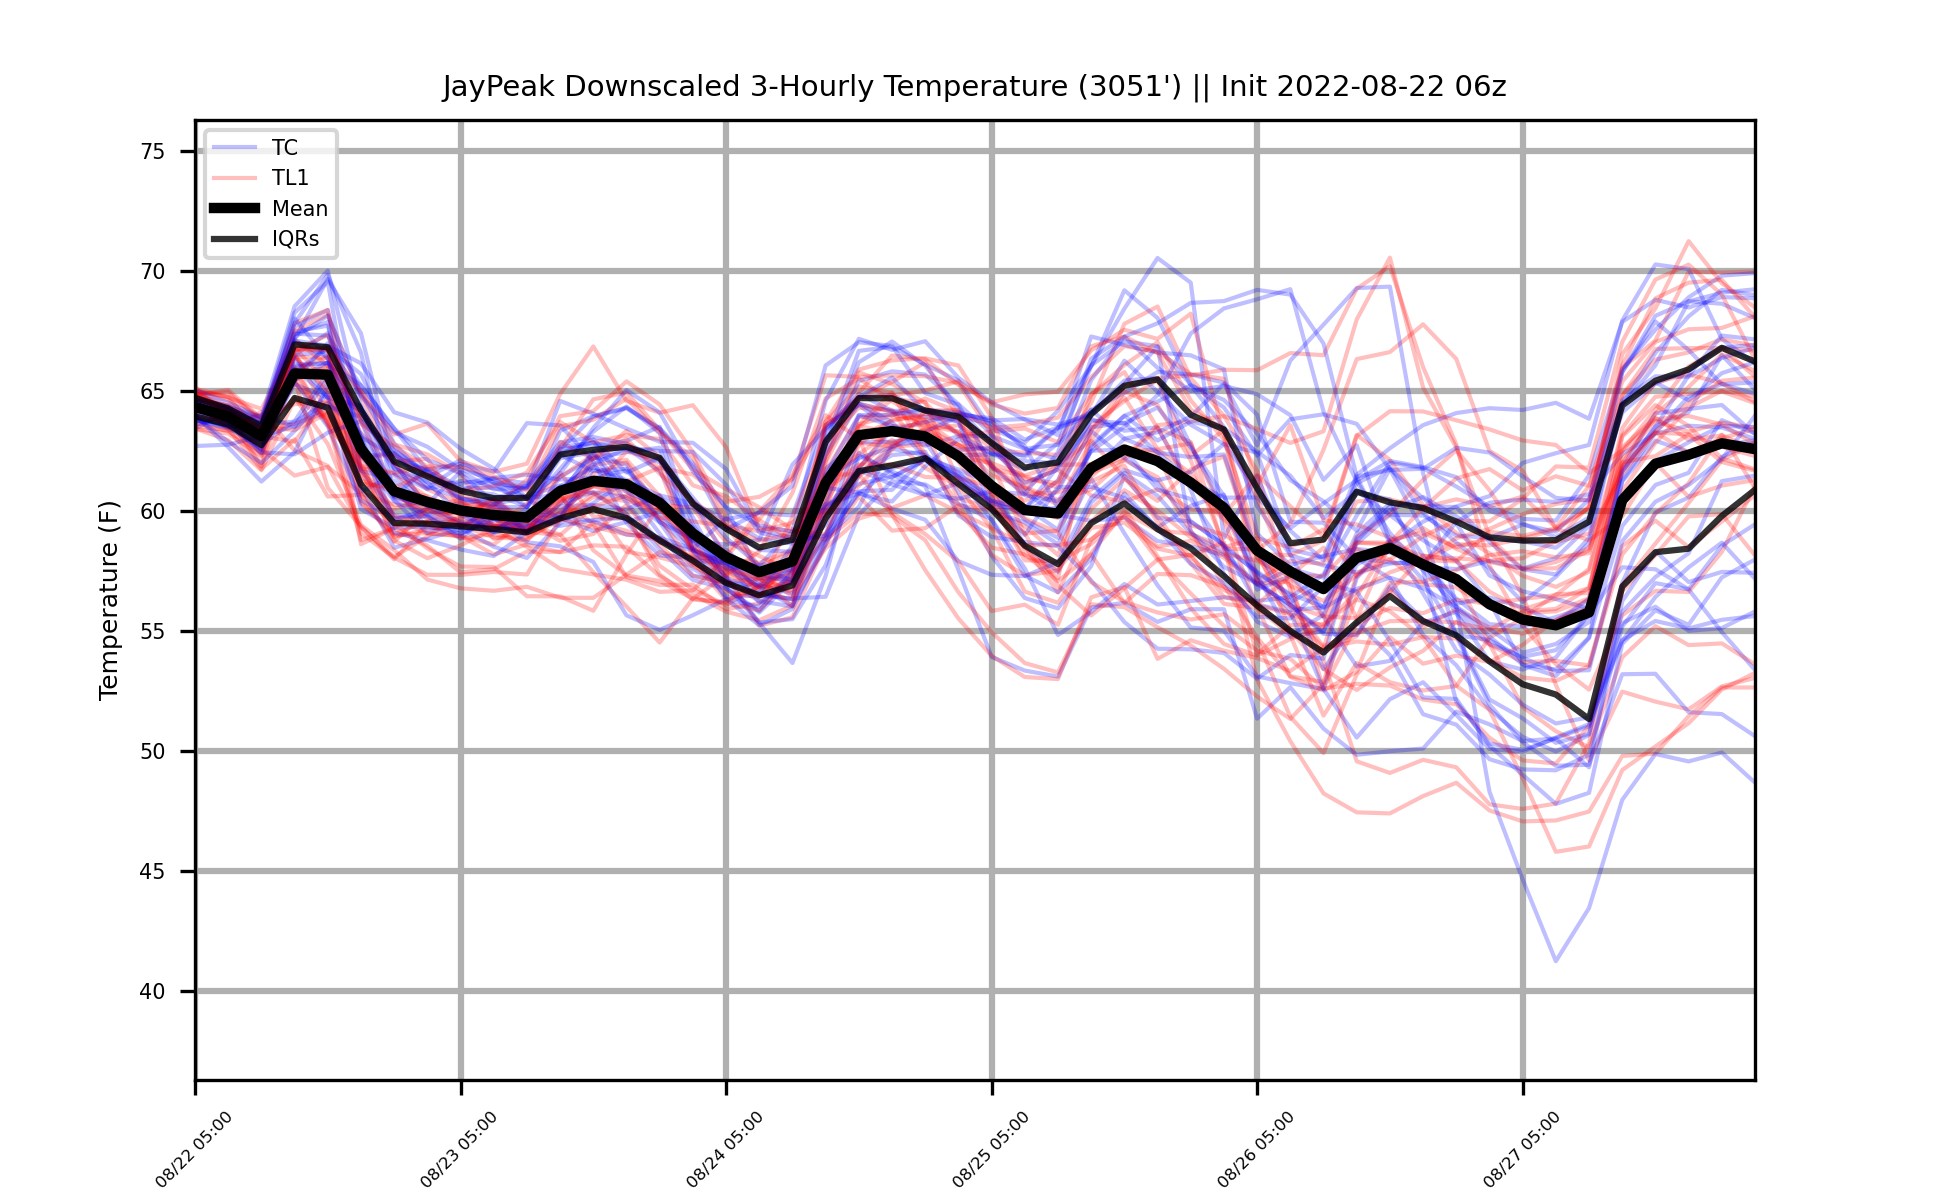 JayPeak Downscaled 3-Hourly Temperature (3051') || Init 2022-08-22 06z
TC
TL1
Mean
IQRs
Temperature (F)
75
70
65
60
55
50
45
40
08/22 05:00
08/23 05:00
08/24 05:00
08/25 05:00
08/26 05:00
08/27 05:00